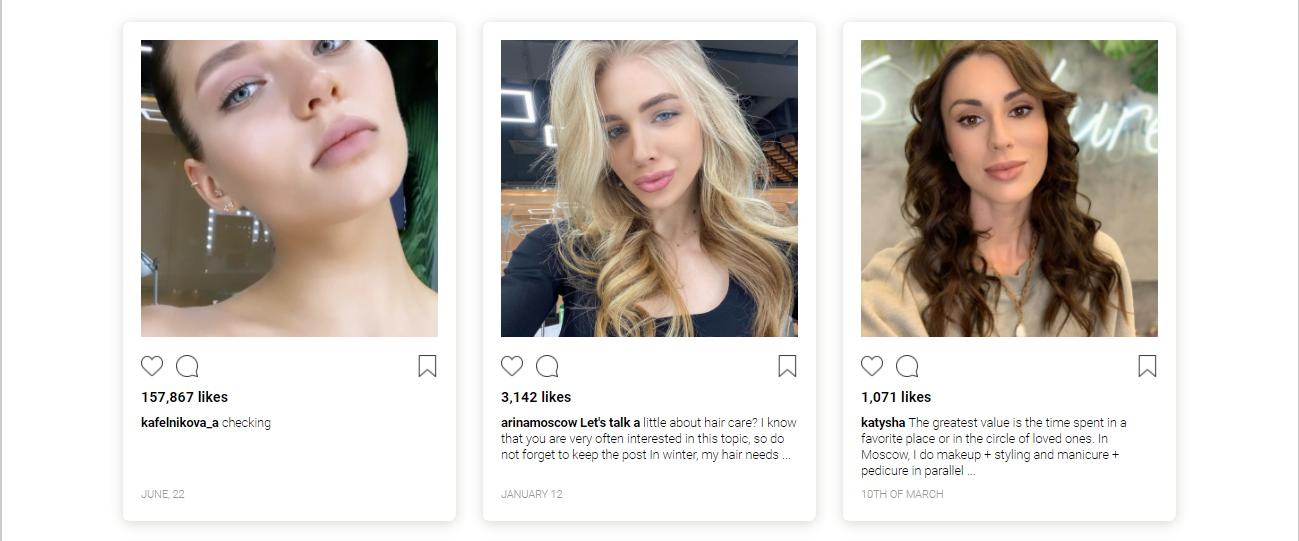 157,867 likes
kafelnikova_a checking
JUNE, 22
3,142 likes
arinamoscow Let's talk a little about hair care? I know
that you are very often interested in this topic, so do
not forget to keep the post In winter, my hair needs ...
JANUARY 12
1,071 likes
katysha The greatest value is the time spent in a
favorite place or in the circle of loved ones. In
Moscow, I do makeup + styling and manicure +
pedicure in parallel ...
10TH OF MARCH